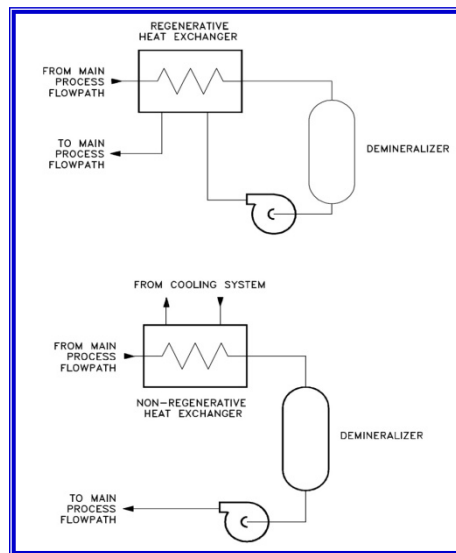 REGENERATIVE
HEAT EXCHANGER
FROM MAIN
PROCESS
FLOWPATH
TO MAIN
PROCESS
FLOWPATH
DEMINERALIZER
FROM COOLING SYSTEM
FROM MAIN
PROCESS
FLOWPATH
NON-REGENERATIVE
HEAT EXCHANGER
DEMINERALIZER
TO MAIN
PROCESS
FLOWPATH